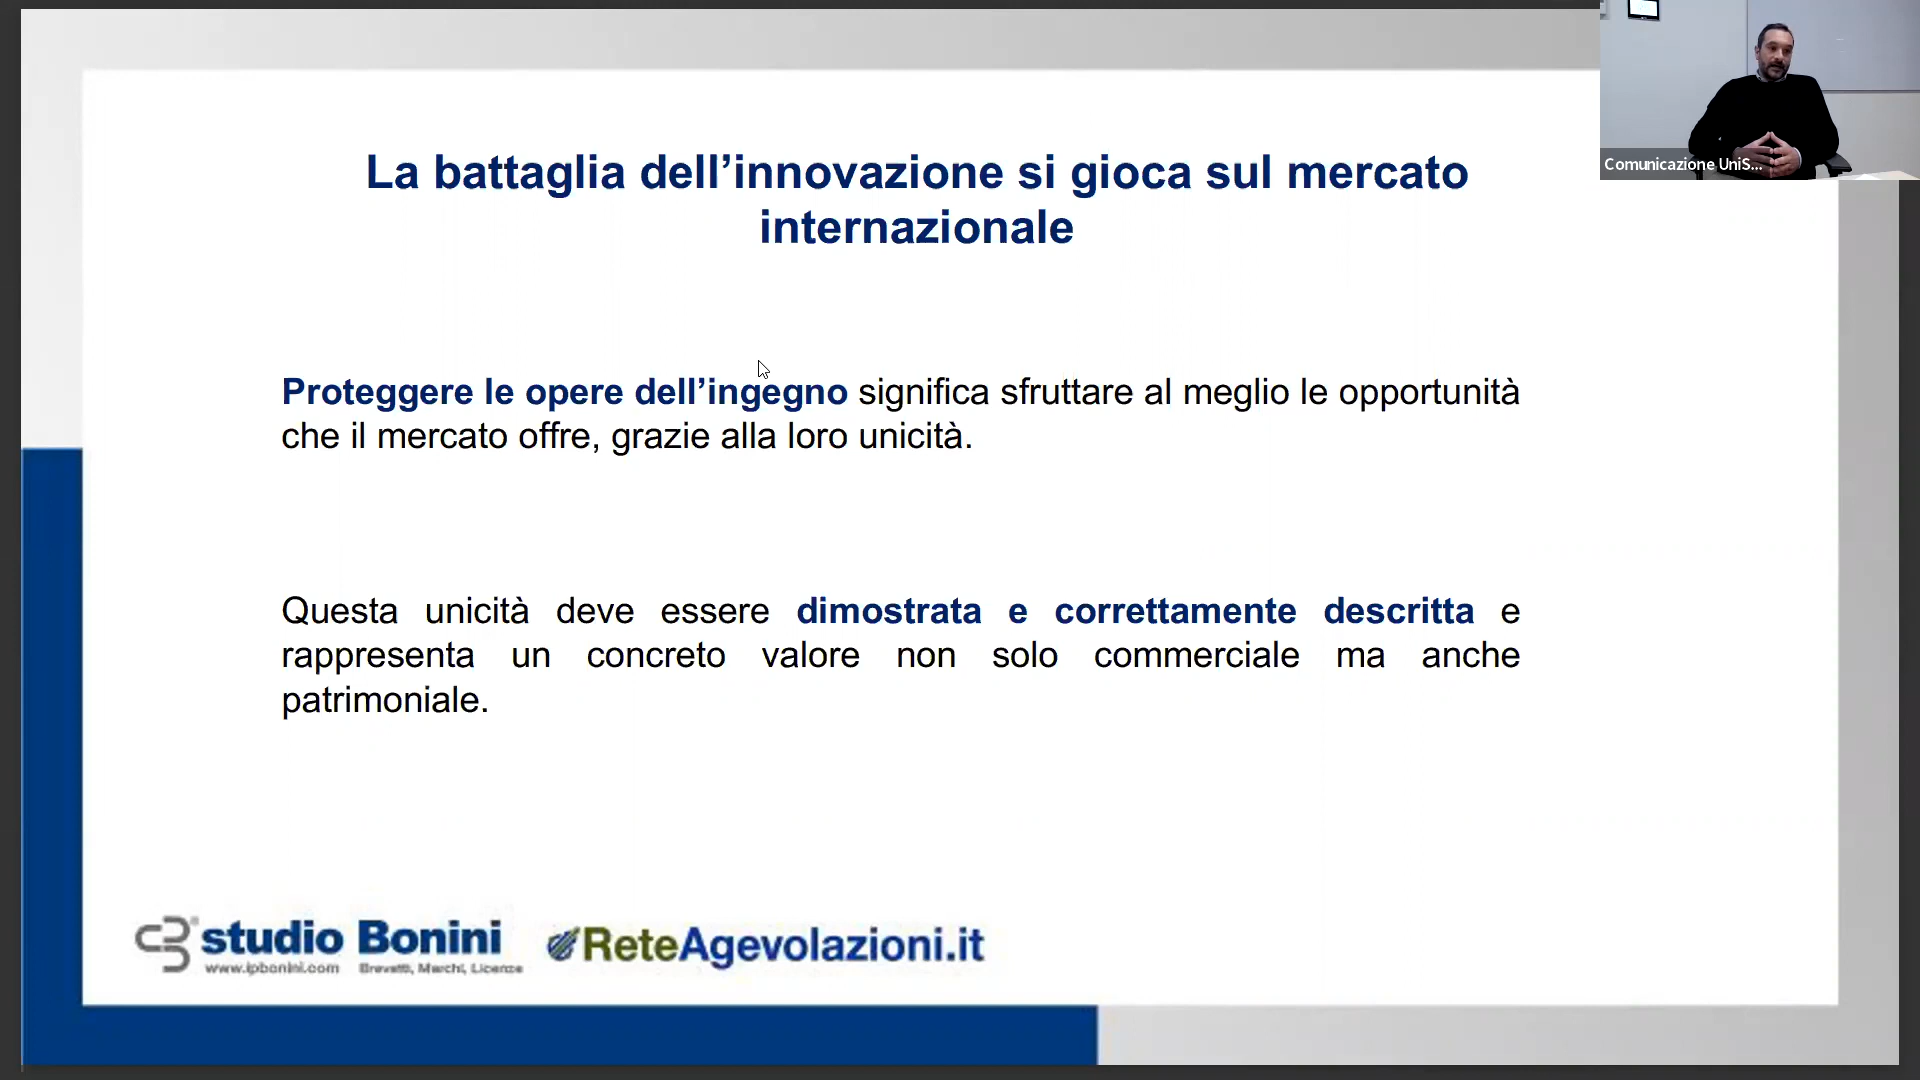 La battaglia dell’innovazione si gioca sul mercato
internazionale
Comunicazione UniS...
Proteggere le opere dell’ingegno significa sfruttare al meglio le opportunità
che il mercato offre, grazie alla loro unicità.
Questa unicità deve essere dimostrata e correttamente descritta e
rappresenta un concreto valore non solo commerciale ma anche
patrimoniale.
studio Bonini
www.ipbonini.com Brevetti, Marchi, Licenze
ReteAgevolazioni.it